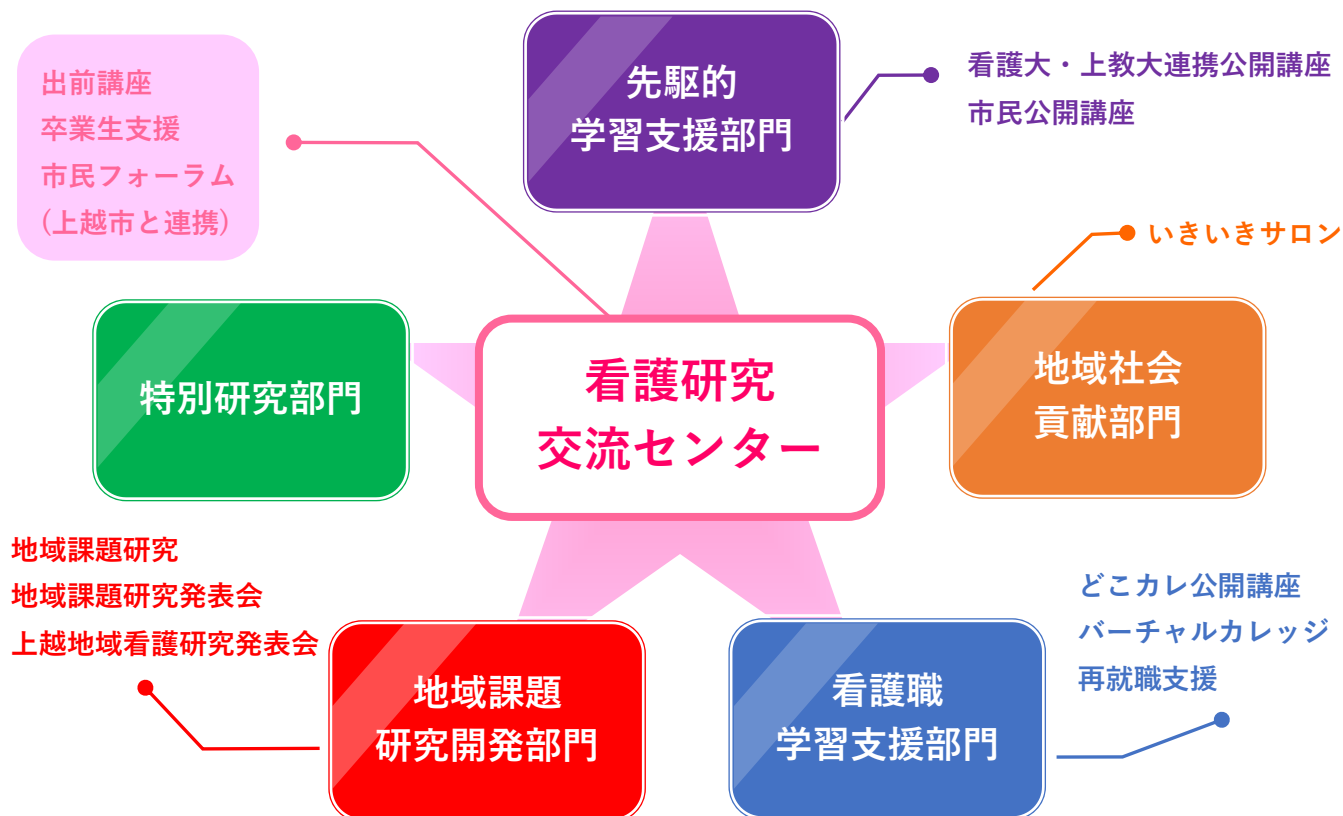 出前講座
卒業生支援
市民フォーラム
(上越市と連携)
先駆的
学習支援部門
看護大・上教大連携公開講座
市民公開講座
いきいきサロン
特別研究部門
看護研究
交流センター
地域社会
貢献部門
地域課題研究
地域課題研究発表会
上越地域看護研究発表会
地域課題
研究開発部門
看護職
学習支援部門
どこカレ公開講座
バーチャルカレッジ
再就職支援